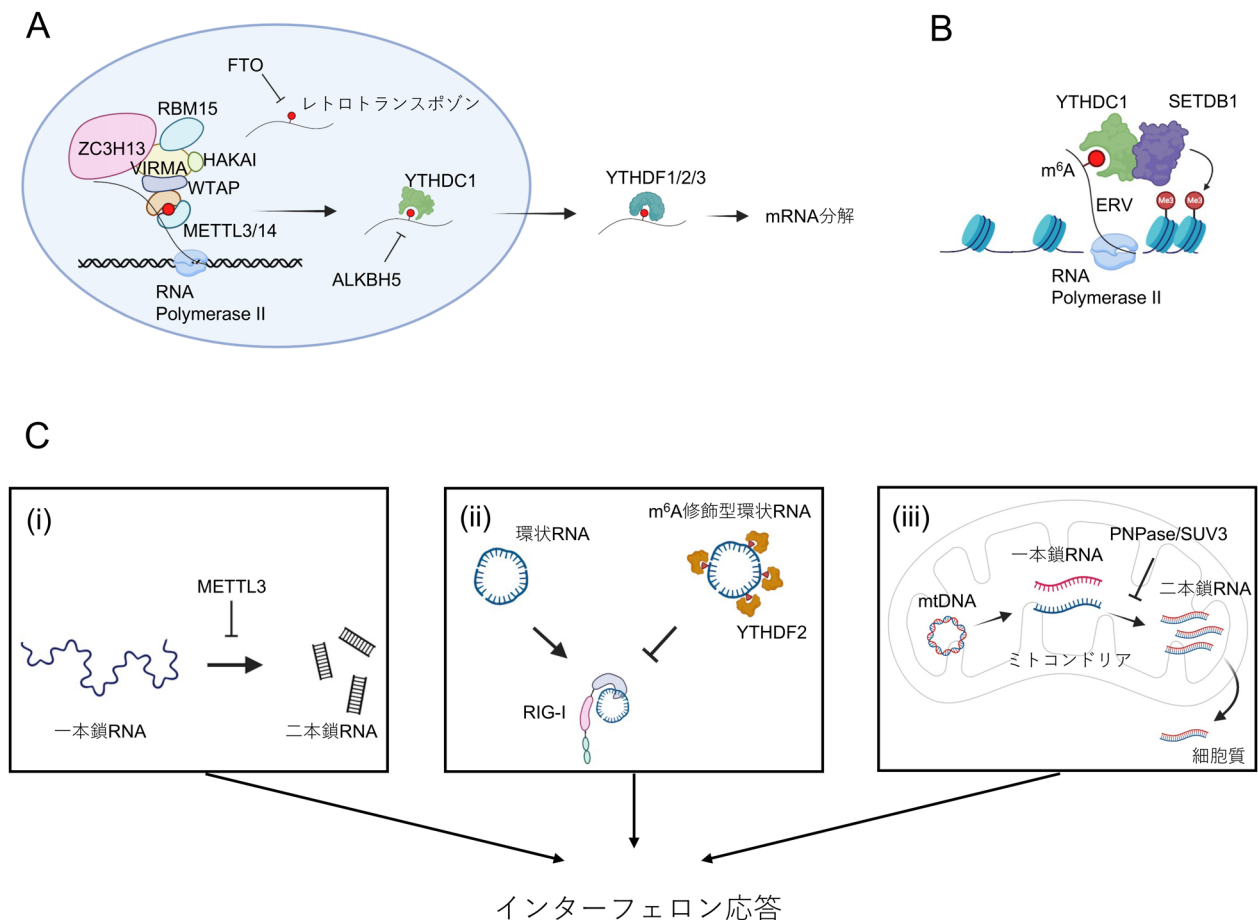 A
FTO
レトロトランスポゾン
RBM15
ZC3H13
VIRMA
HAKAI
WTAP
METTL3/14
RNA
Polymerase II
YTHDC1
ALKBH5
YTHDF1/2/3
mRNA分解
B
YTHDC1
SETDB1
m⁶A
ERV
Me3
Me3
RNA
Polymerase II
C
(i)
METTL3
一本鎖RNA
二本鎖RNA
(ii)
環状RNA
m⁶A修飾型環状RNA
YTHDF2
RIG-I
(iii)
PNPase/SUV3
一本鎖RNA
二本鎖RNA
mtDNA
ミトコンドリア
細胞質
インターフェロン応答